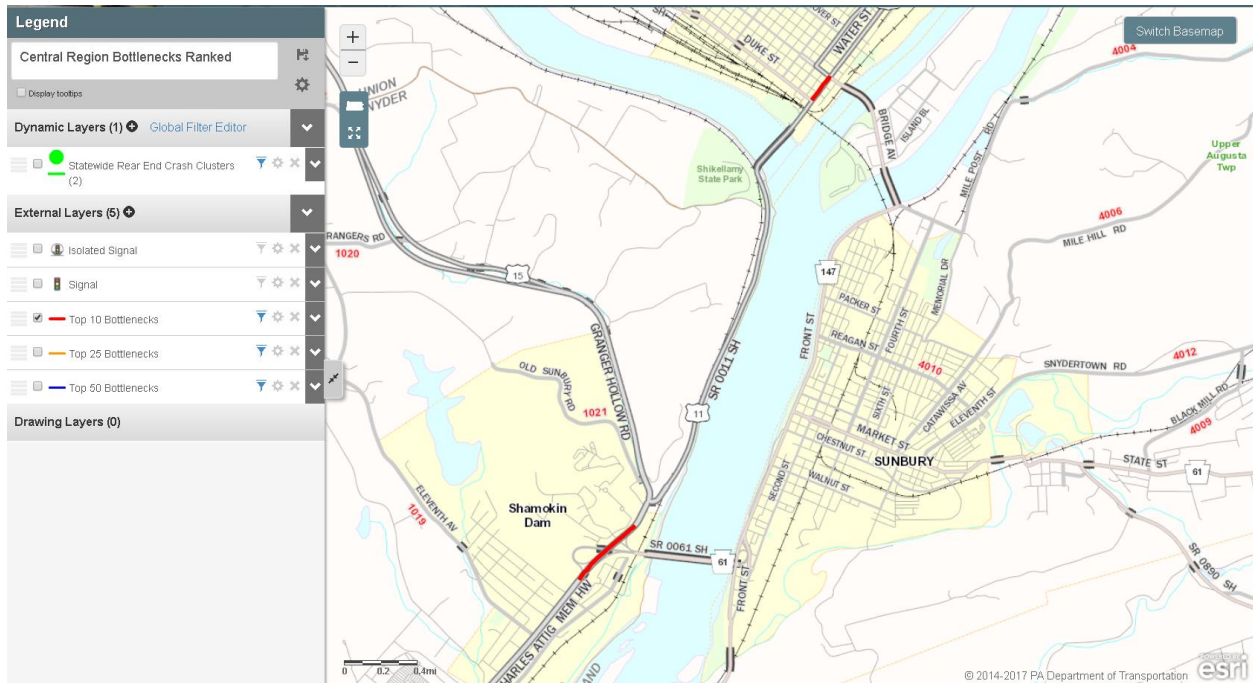 Legend
Central Region Bottlenecks Ranked
Display tooltips
Dynamic Layers (1)
Global Filter Editor
Statewide Rear End Crash Clusters
(2)
External Layers (5)
Isolated Signal
Signal
Top 10 Bottlenecks
Top 25 Bottlenecks
Top 50 Bottlenecks
Drawing Layers (0)
+
−
Switch Basemap
DUKE ST
WATER ST
4004
UNION
SNYDER
BRIDGE AV
ISLAND BL
MILE POST RD
Upper
Augusta
Twp
Shikellamy
State Park
4006
MILE HILL RD
RANGERS RD
1020
15
147
MEMORIAL DR
PACKER ST
FOURTH ST
FRONT ST
REAGAN ST
GRANGER HOLLOW RD
SR 0011 SH
OLD SUNBURY RD
4010
4012
SNYDERTOWN RD
SIXTH ST
CATAWISSA AV
ELEVENTH ST
BLACK MILL RD
4009
1021
11
MARKET ST
CHESTNUT ST
SUNBURY
STATE ST
61
SECOND ST
WALNUT ST
ELEVENTH AV
1019
Shamokin
Dam
SR 0061 SH
61
FRONT ST
SR 0890 SH
CHARLES ATTIG MEM HW
0 0.2 0.4mi
© 2014-2017 PA Department of Transportation
POWERED BY
esri